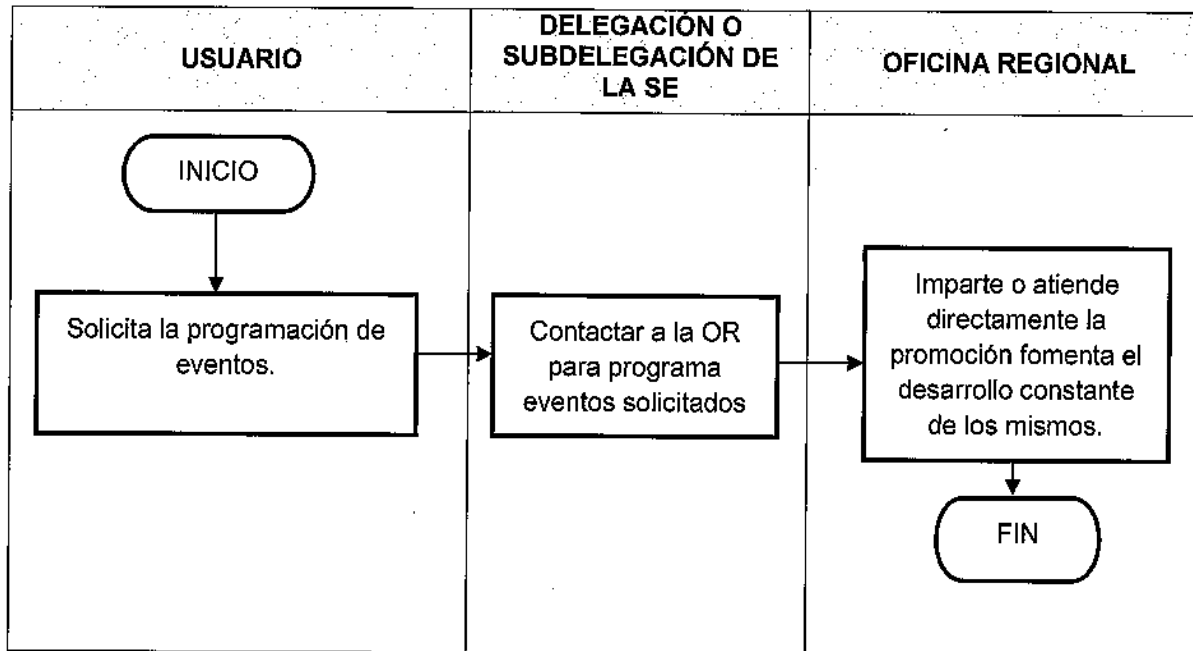 USUARIO
DELEGACIÓN O
SUBDELEGACIÓN DE
LA SE
OFICINA REGIONAL
INICIO
Solicita la programación de
eventos.
Contactar a la OR
para programa
eventos solicitados
Imparte o atiende
directamente la
promoción fomenta el
desarrollo constante
de los mismos.
FIN